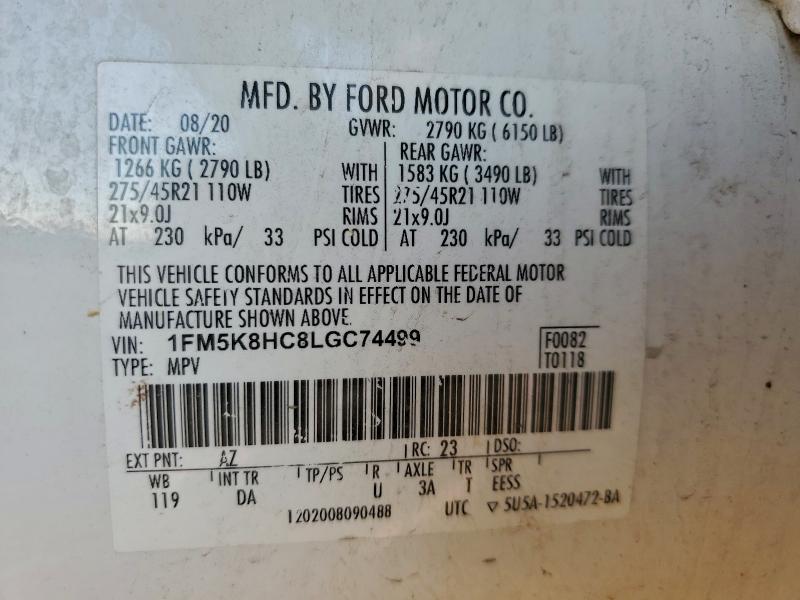 MFD. BY FORD MOTOR CO.
DATE: 08/20 GVWR: 2790 KG ( 6150 LB)
FRONT GAWR: REAR GAWR:
1266 KG ( 2790 LB) WITH 1583 KG ( 3490 LB) WITH
275/45R21 110W TIRES 275/45R21 110W TIRES
21x9.0J RIMS 21x9.0J RIMS
AT 230 kPa/ 33 PSI COLD AT 230 kPa/ 33 PSI COLD
THIS VEHICLE CONFORMS TO ALL APPLICABLE FEDERAL MOTOR
VEHICLE SAFETY STANDARDS IN EFFECT ON THE DATE OF
MANUFACTURE SHOWN ABOVE.
VIN: 1FM5K8HC8LGC74499 F0082
TYPE: MPV T0118
EXT PNT: AZ RC: 23 DSO:
WB INT TR TP/PS R AXLE TR SPR
119 DA U 3A T EESS
1202008090488 UTC ▽ 5U5A-1520472-BA